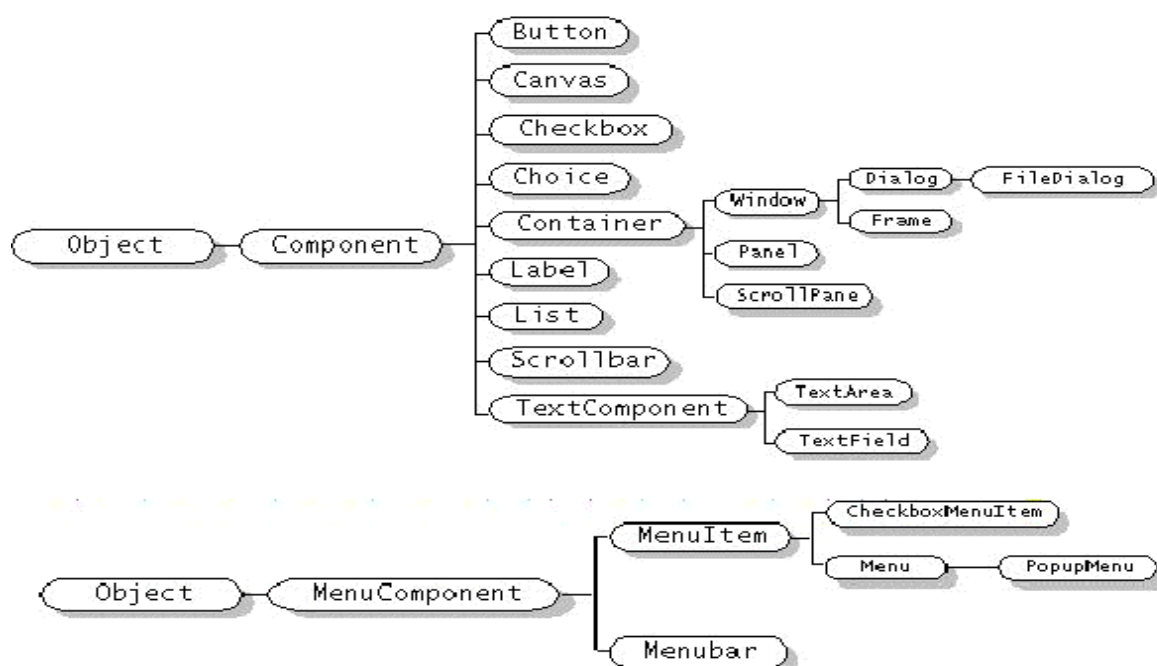 Button
Canvas
Checkbox
Choice
Dialog
FileDialog
Window
Container
Frame
Object
Component
Panel
Label
ScrollPane
List
Scrollbar
TextArea
TextComponent
TextField
CheckboxMenuItem
MenuItem
Menu
PopupMenu
Object
MenuComponent
Menubar